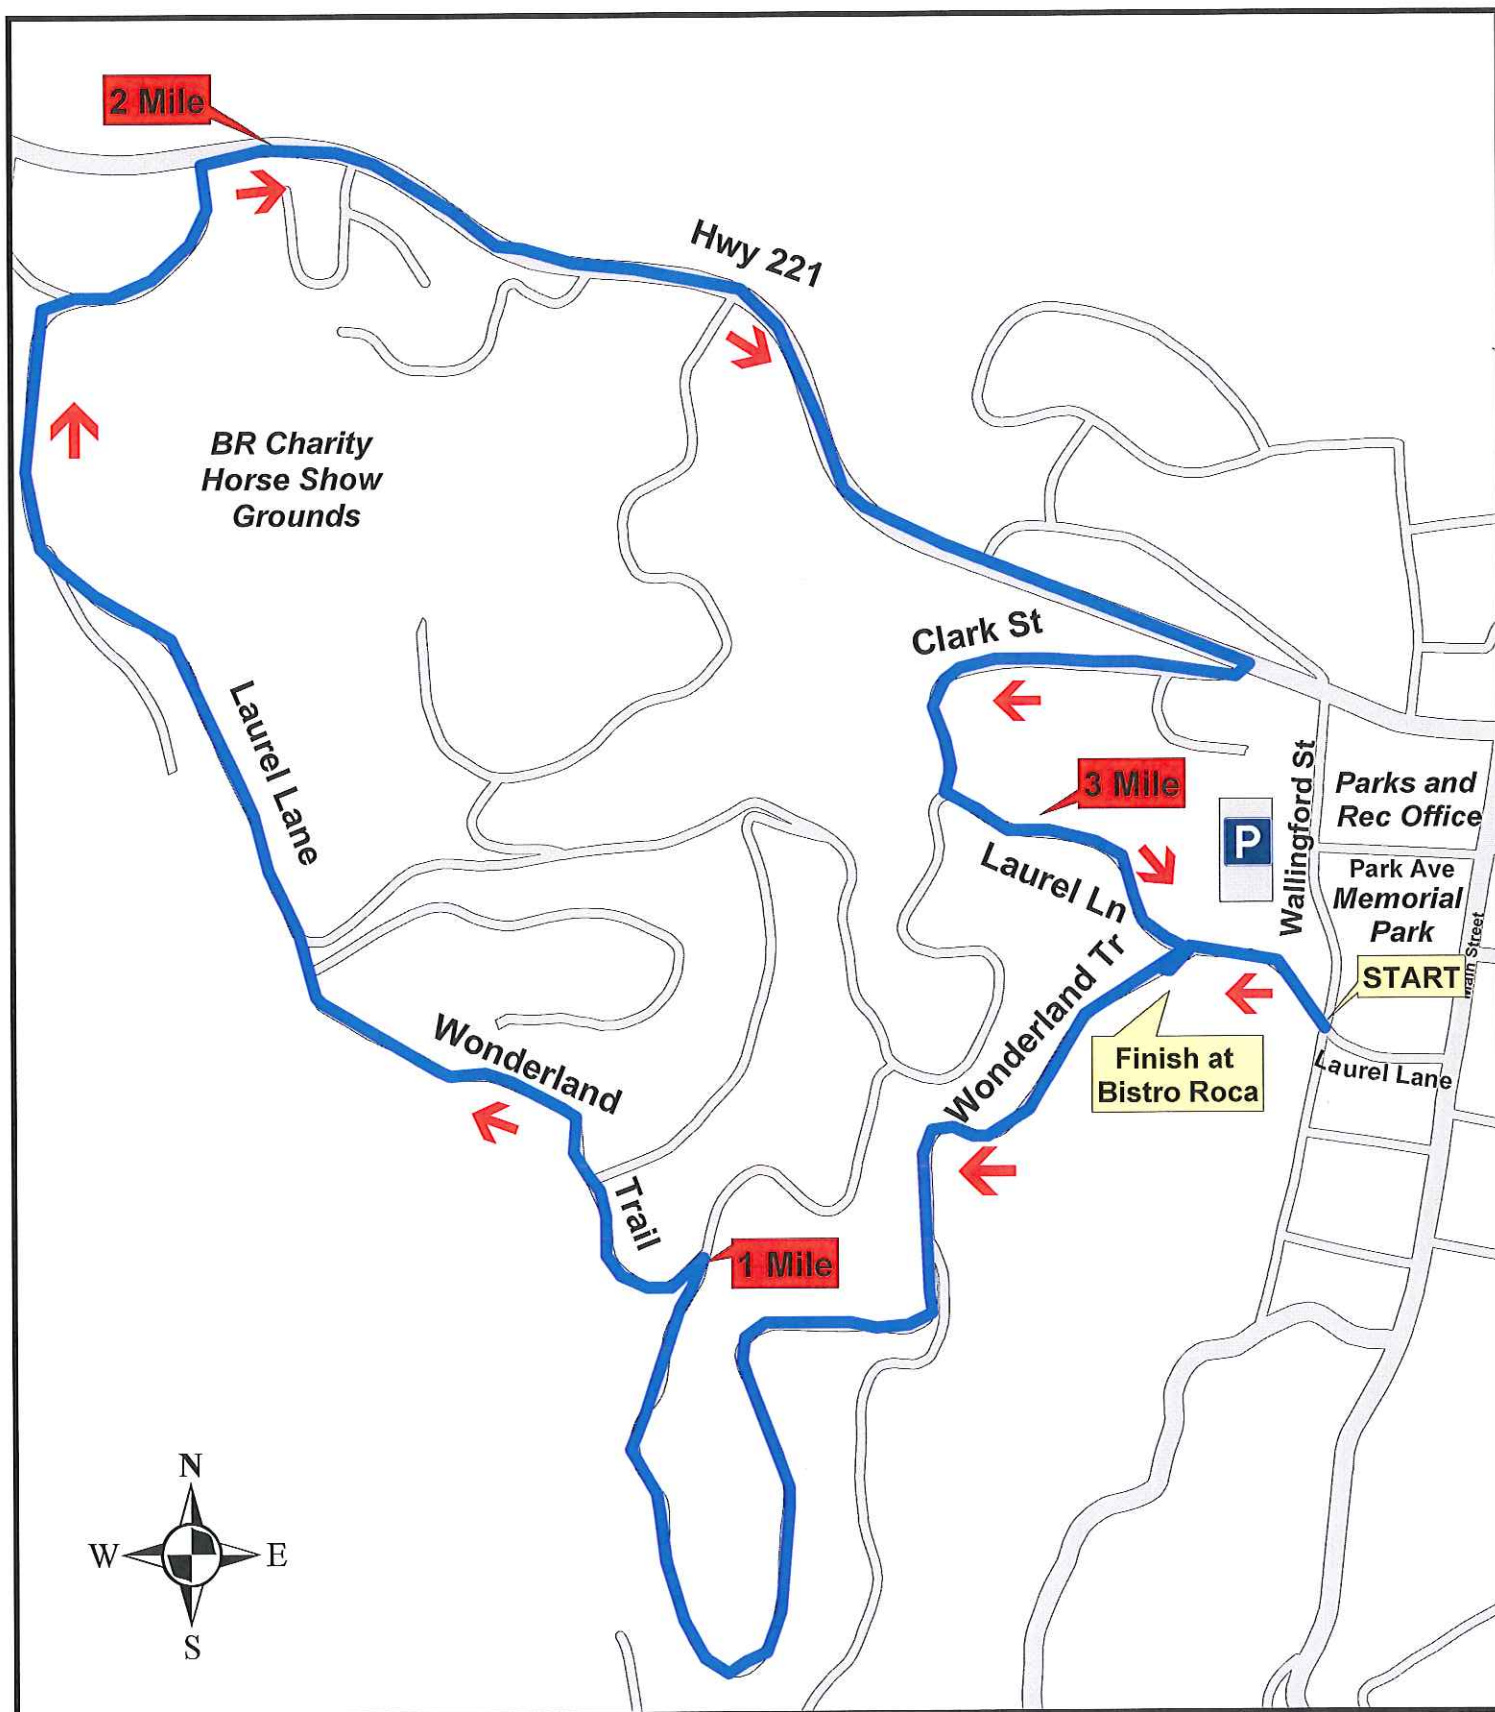 2 Mile
Hwy 221
BR Charity
Horse Show
Grounds
Clark St
Laurel Lane
3 Mile
Wallingford St
Parks and
Rec Office
P
Park Ave
Memorial
Park
Main Street
Laurel Ln
Wonderland Tr
START
Finish at
Bistro Roca
Laurel Lane
Wonderland
Trail
1 Mile
N
W
E
S